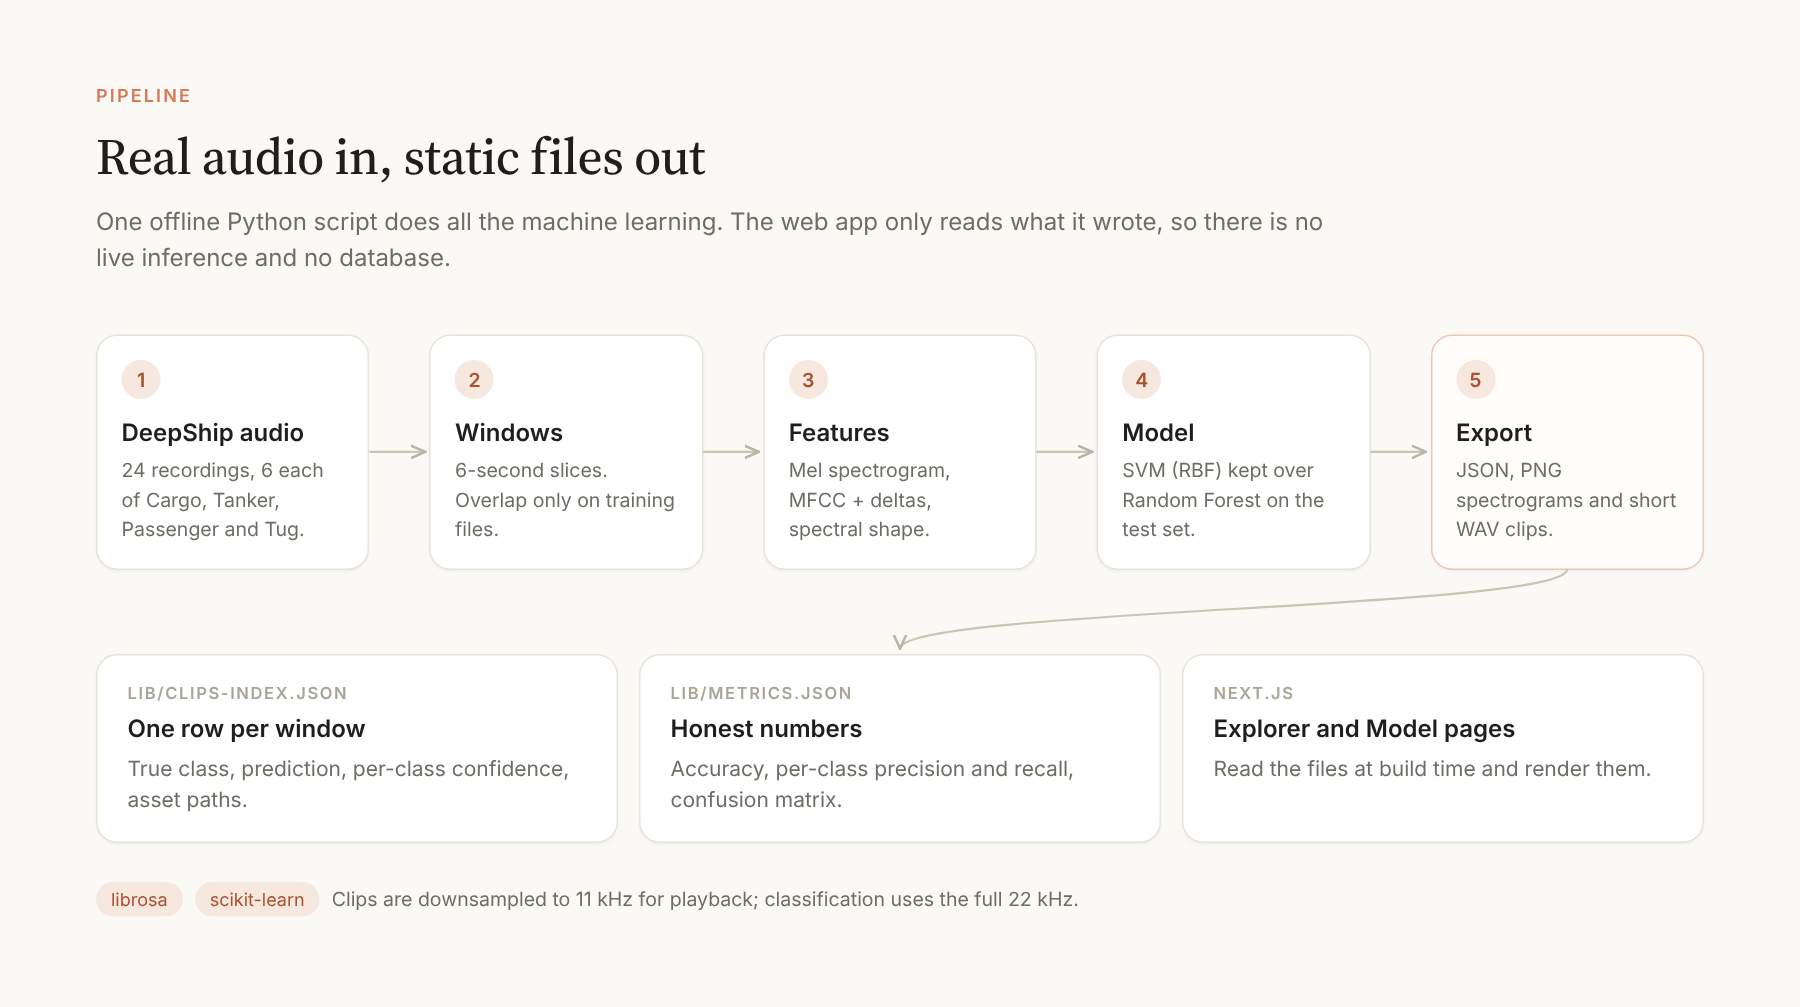 PIPELINE
Real audio in, static files out
One offline Python script does all the machine learning. The web app only reads what it wrote, so there is no
live inference and no database.
1
DeepShip audio
24 recordings, 6 each
of Cargo, Tanker,
Passenger and Tug.
2
Windows
6-second slices.
Overlap only on training
files.
3
Features
Mel spectrogram,
MFCC + deltas,
spectral shape.
4
Model
SVM (RBF) kept over
Random Forest on the
test set.
5
Export
JSON, PNG
spectrograms and short
WAV clips.
LIB/CLIPS-INDEX.JSON
One row per window
True class, prediction, per-class confidence,
asset paths.
LIB/METRICS.JSON
Honest numbers
Accuracy, per-class precision and recall,
confusion matrix.
NEXT.JS
Explorer and Model pages
Read the files at build time and render them.
librosa scikit-learn Clips are downsampled to 11 kHz for playback; classification uses the full 22 kHz.